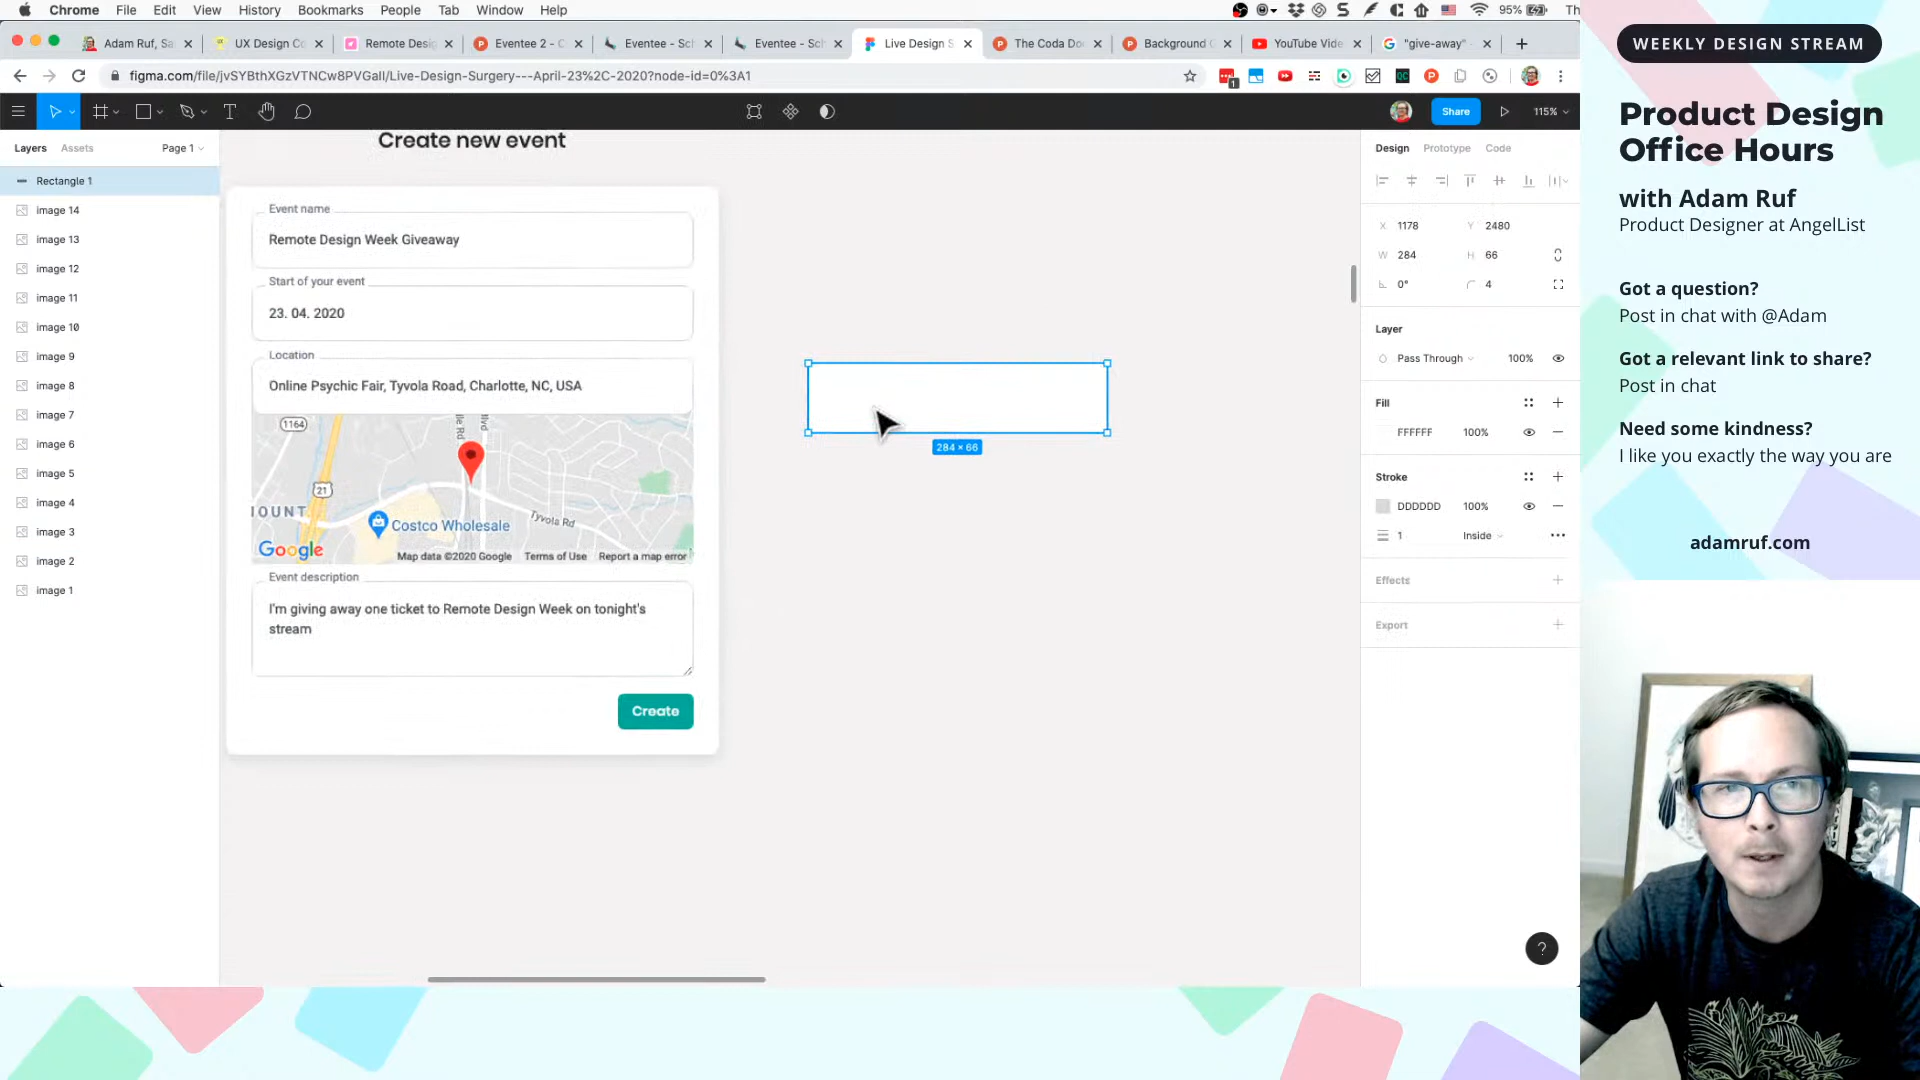 Chrome File Edit View History Bookmarks People Tab Window Help
95% Th
Adam Ruf, Sa
UX Design Co
Remote Desig
Eventee 2 - C
Eventee - Sch
Eventee - Sch
Live Design S
The Coda Do
Background
YouTube Vide
"give-away"
figma.com/file/jvSYBthXGzVTNCw8PVGall/Live-Design-Surgery---April-23%2C-2020?node-id=0%3A1
Share
115%
Layers Assets Page 1
Rectangle 1
image 14
image 13
image 12
image 11
image 10
image 9
image 8
image 7
image 6
image 5
image 4
image 3
image 2
image 1
Create new event
Event name
Remote Design Week Giveaway
Start of your event
23. 04. 2020
Location
Online Psychic Fair, Tyvola Road, Charlotte, NC, USA
1164
21
IOUNT
Tyvola Rd
Costco Wholesale
Google
Map data ©2020 Google Terms of Use Report a map error
Event description
I'm giving away one ticket to Remote Design Week on tonight's
stream
Create
284 × 66
Design Prototype Code
X 1178 Y 2480
W 284 H 66
0° 4
Layer
Pass Through 100%
Fill
FFFFFF 100%
Stroke
DDDDDD 100%
1 Inside
Effects
Export
?
WEEKLY DESIGN STREAM
Product Design
Office Hours
with Adam Ruf
Product Designer at AngelList
Got a question?
Post in chat with @Adam
Got a relevant link to share?
Post in chat
Need some kindness?
I like you exactly the way you are
adamruf.com